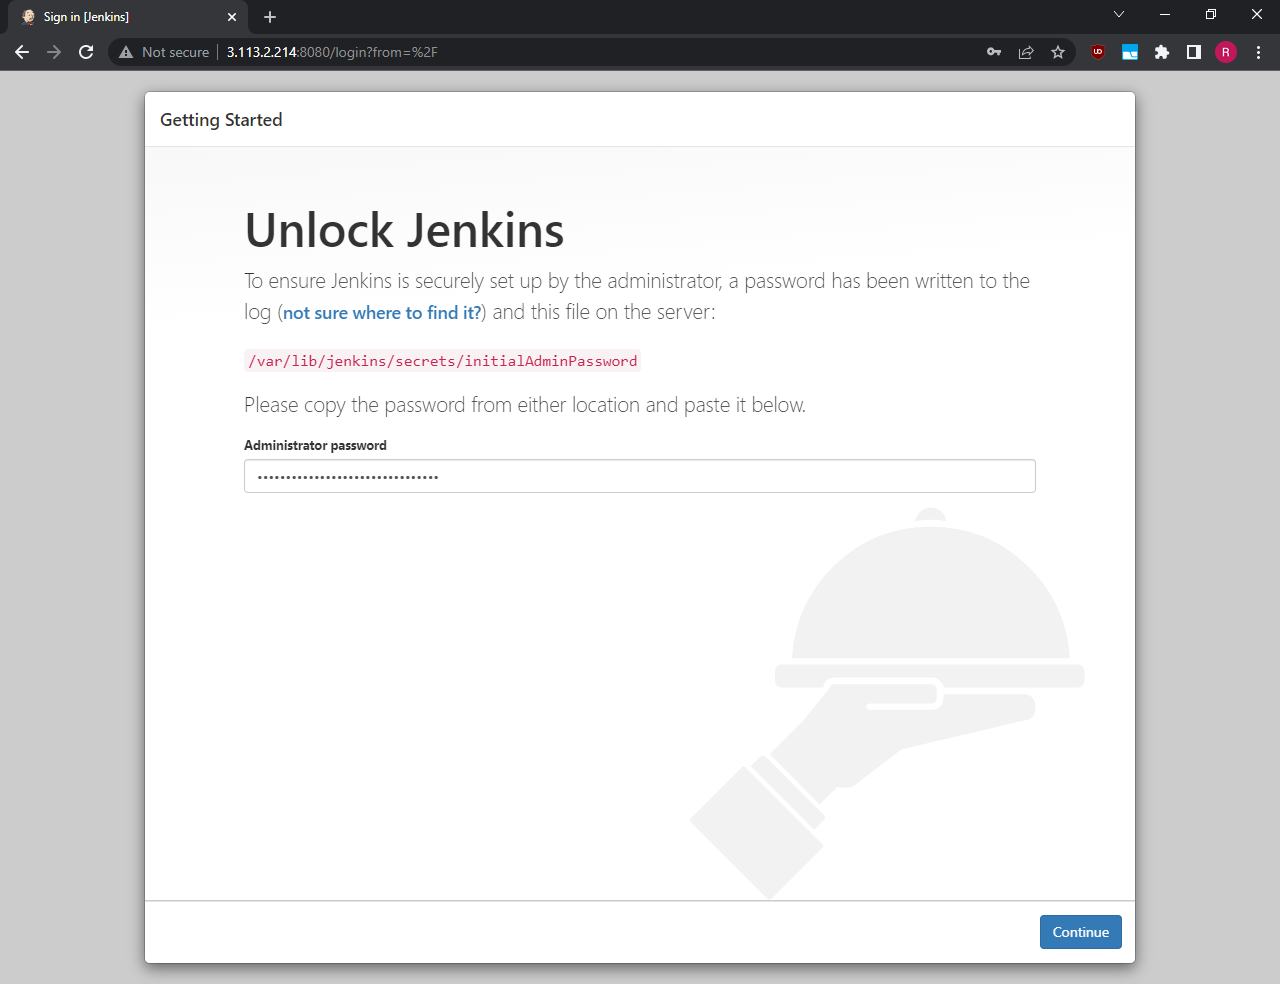 Sign in [Jenkins]
Not secure
3.113.2.214:8080/login?from=%2F
UD
R
Getting Started
Unlock Jenkins
To ensure Jenkins is securely set up by the administrator, a password has been written to the
log (not sure where to find it?) and this file on the server:
/var/lib/jenkins/secrets/initialAdminPassword
Please copy the password from either location and paste it below.
Administrator password
Continue